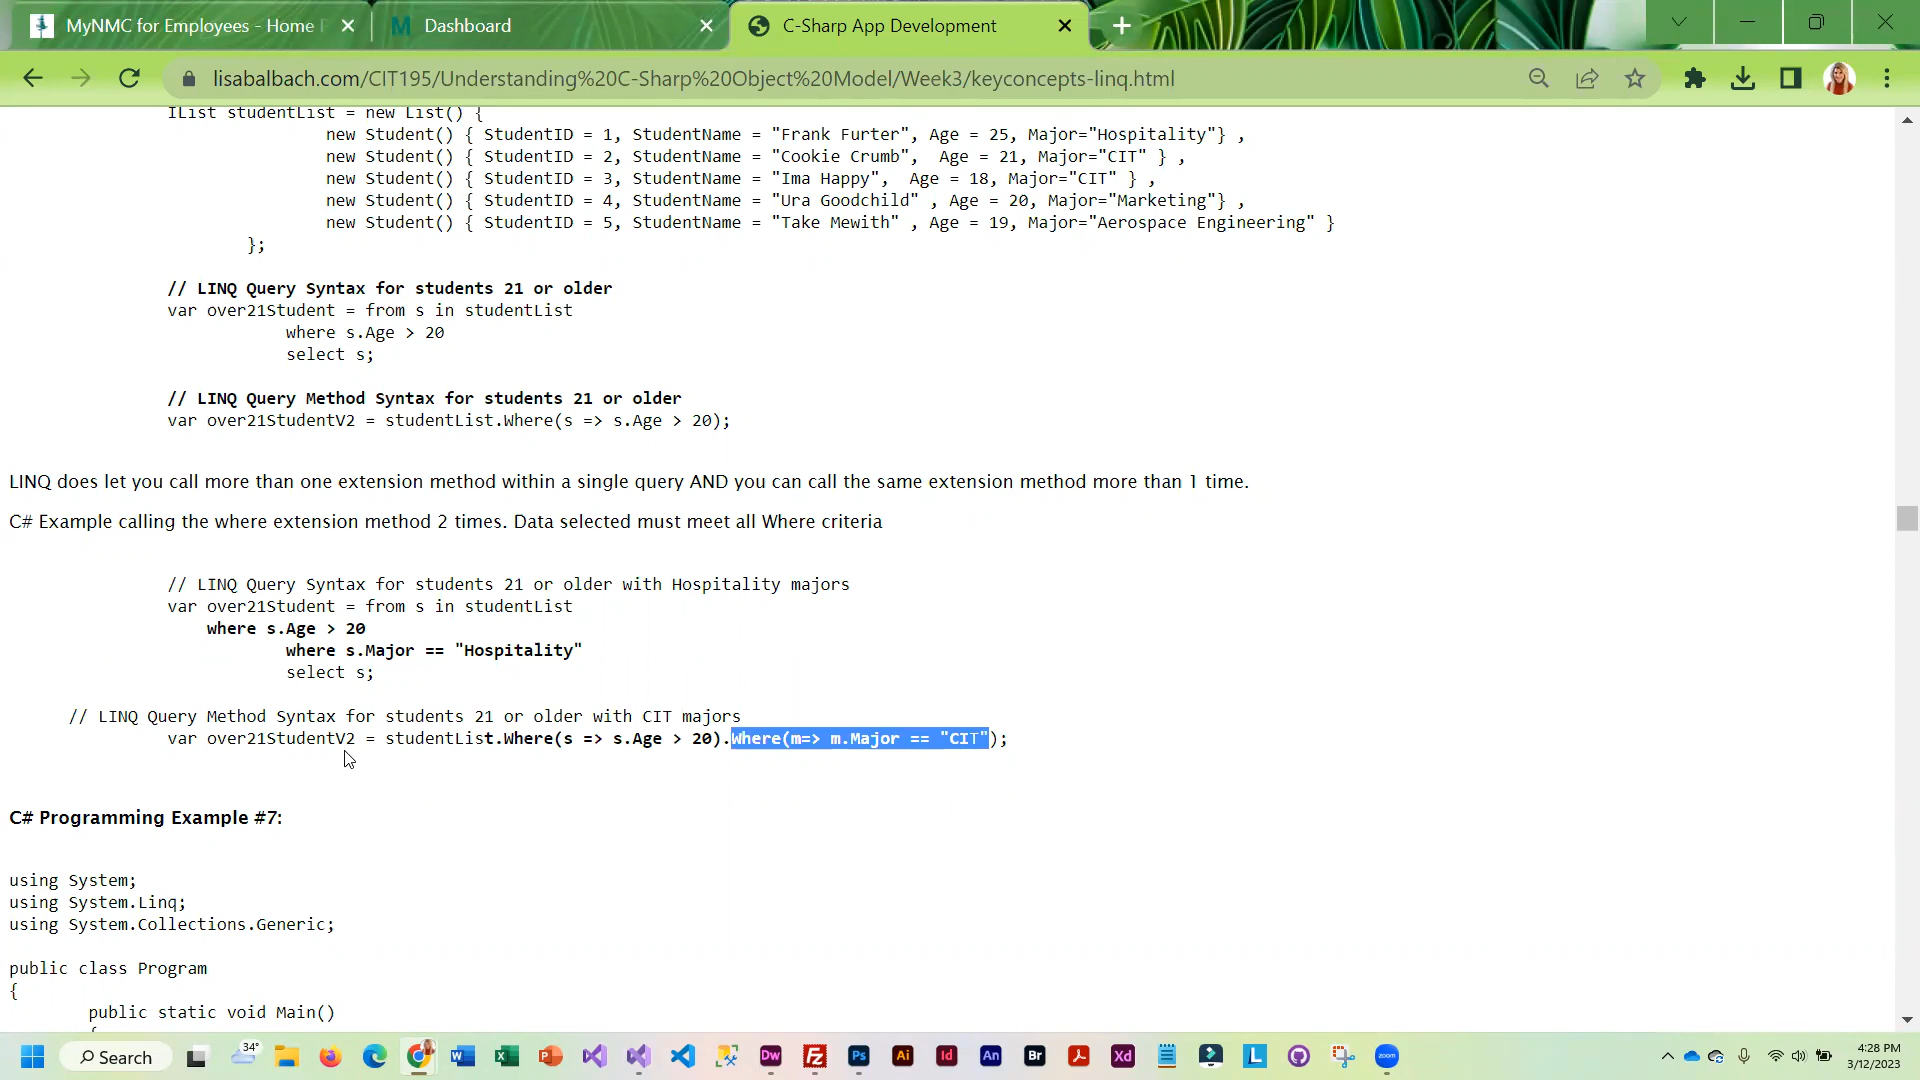 MyNMC for Employees - Home P
Dashboard
C-Sharp App Development
lisabalbach.com/CIT195/Understanding%20C-Sharp%20Object%20Model/Week3/keyconcepts-linq.html
IList studentList = new List() {
new Student() { StudentID = 1, StudentName = "Frank Furter", Age = 25, Major="Hospitality"} ,
new Student() { StudentID = 2, StudentName = "Cookie Crumb",  Age = 21, Major="CIT" } ,
new Student() { StudentID = 3, StudentName = "Ima Happy",  Age = 18, Major="CIT" } ,
new Student() { StudentID = 4, StudentName = "Ura Goodchild" , Age = 20, Major="Marketing"} ,
new Student() { StudentID = 5, StudentName = "Take Mewith" , Age = 19, Major="Aerospace Engineering" }
};
// LINQ Query Syntax for students 21 or older
var over21Student = from s in studentList
where s.Age > 20
select s;
// LINQ Query Method Syntax for students 21 or older
var over21StudentV2 = studentList.Where(s => s.Age > 20);
LINQ does let you call more than one extension method within a single query AND you can call the same extension method more than 1 time.
C# Example calling the where extension method 2 times. Data selected must meet all Where criteria
// LINQ Query Syntax for students 21 or older with Hospitality majors
var over21Student = from s in studentList
where s.Age > 20
where s.Major == "Hospitality"
select s;
// LINQ Query Method Syntax for students 21 or older with CIT majors
var over21StudentV2 = studentList.Where(s => s.Age > 20).Where(m=> m.Major == "CIT");
C# Programming Example #7:
using System;
using System.Linq;
using System.Collections.Generic;
public class Program
{
public static void Main()
{
34°
Search
4:28 PM
3/12/2023